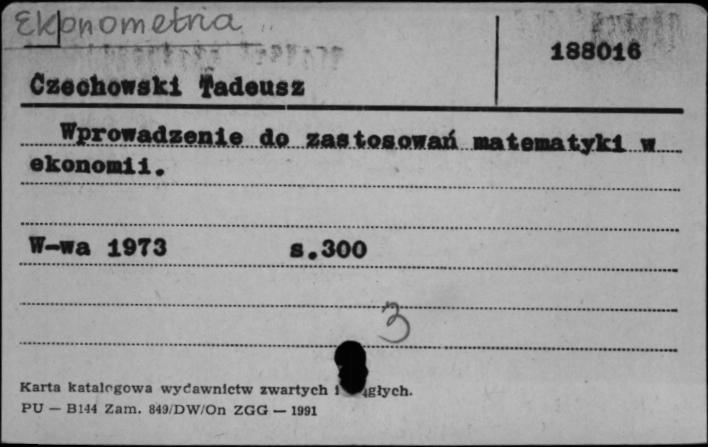 Ekonometria
188016
Czechowski Tadeusz
Wprowadzenie do zastosowań matematyki w
ekonomii.
W-wa 1973 s.300
3
Karta katalogowa wydawnictw zwartych i
PU — B144 Zam. 849/DW/On ZGG — 1991